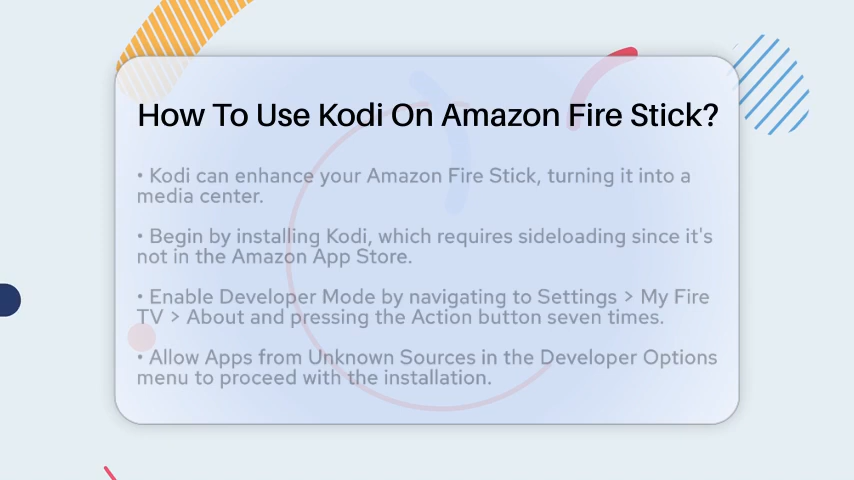 How To Use Kodi On Amazon Fire Stick?
• Kodi can enhance your Amazon Fire Stick, turning it into a
media center.
• Begin by installing Kodi, which requires sideloading since it's
not in the Amazon App Store.
• Enable Developer Mode by navigating to Settings > My Fire
TV > About and pressing the Action button seven times.
• Allow Apps from Unknown Sources in the Developer Options
menu to proceed with the installation.